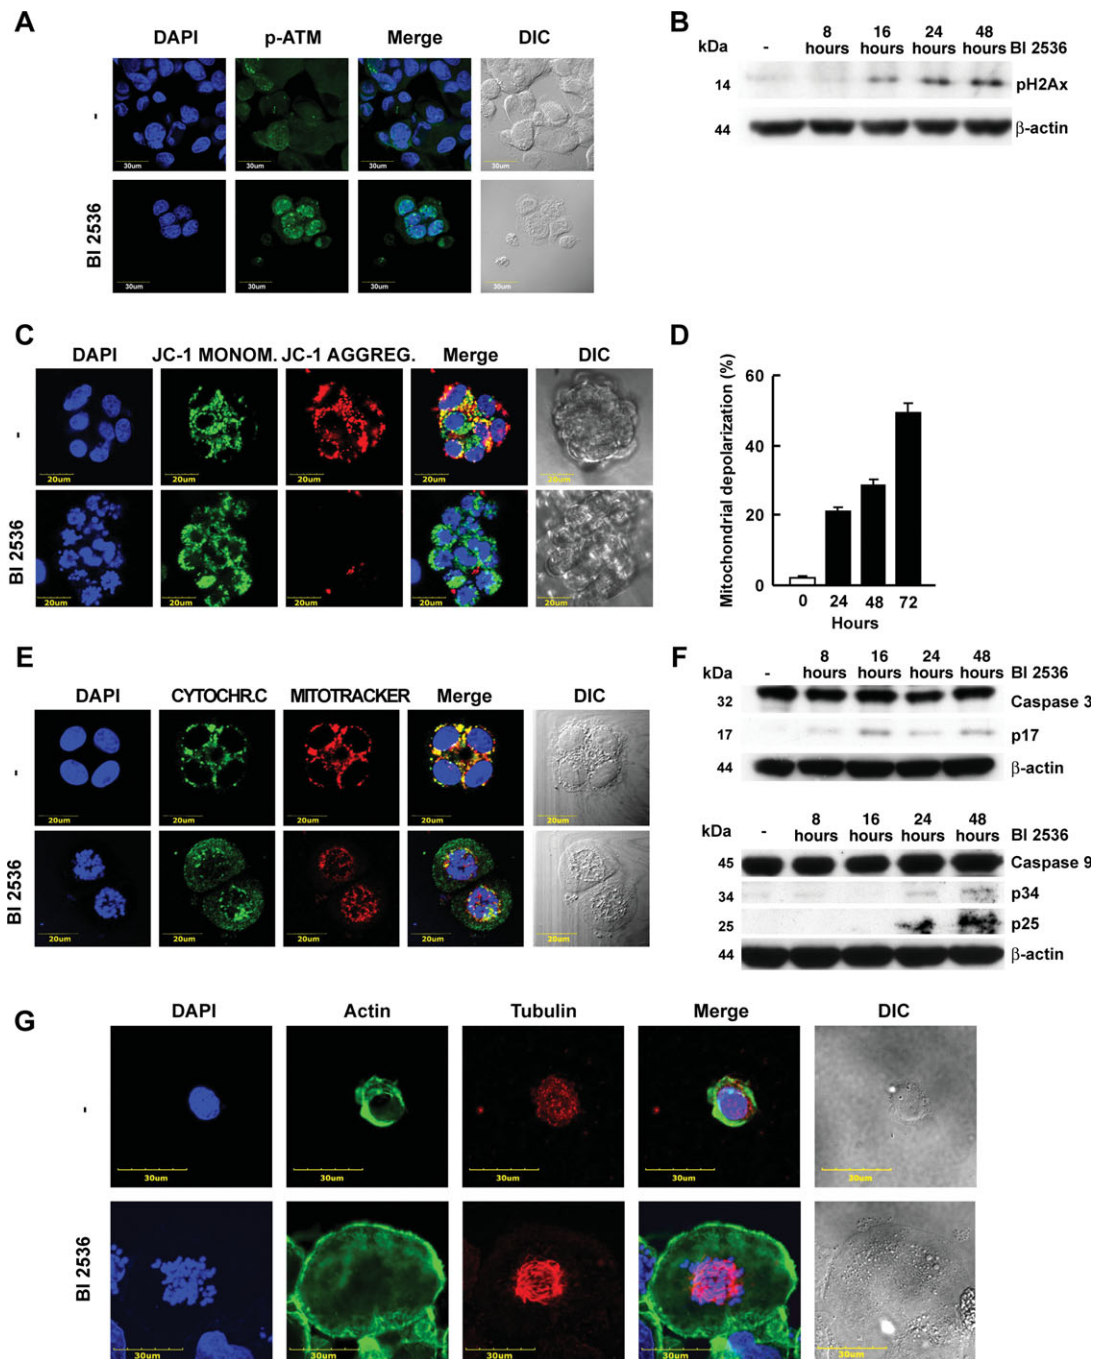 A
DAPI p-ATM Merge DIC
-
30um 30um 30um 30um
BI 2536
30um 30um 30um 30um
B
kDa - 8 hours 16 hours 24 hours 48 hours BI 2536
14 pH2Ax
44 β-actin
C
DAPI JC-1 MONOM. JC-1 AGGREG. Merge DIC
-
20um 20um 20um 20um 20um
BI 2536
20um 20um 20um 20um 20um
D
Mitochondrial depolarization (%)
60
40
20
0
0 24 48 72
Hours
E
DAPI CYTOCHR.C MITOTRACKER Merge DIC
-
20um 20um 20um 20um 20um
BI 2536
20um 20um 20um 20um 20um
F
kDa - 8 hours 16 hours 24 hours 48 hours BI 2536
32 Caspase 3
17 p17
44 β-actin
kDa - 8 hours 16 hours 24 hours 48 hours BI 2536
45 Caspase 9
34 p34
25 p25
44 β-actin
G
DAPI Actin Tubulin Merge DIC
-
30um 30um 30um 30um 30um
BI 2536
30um 30um 30um 30um 30um